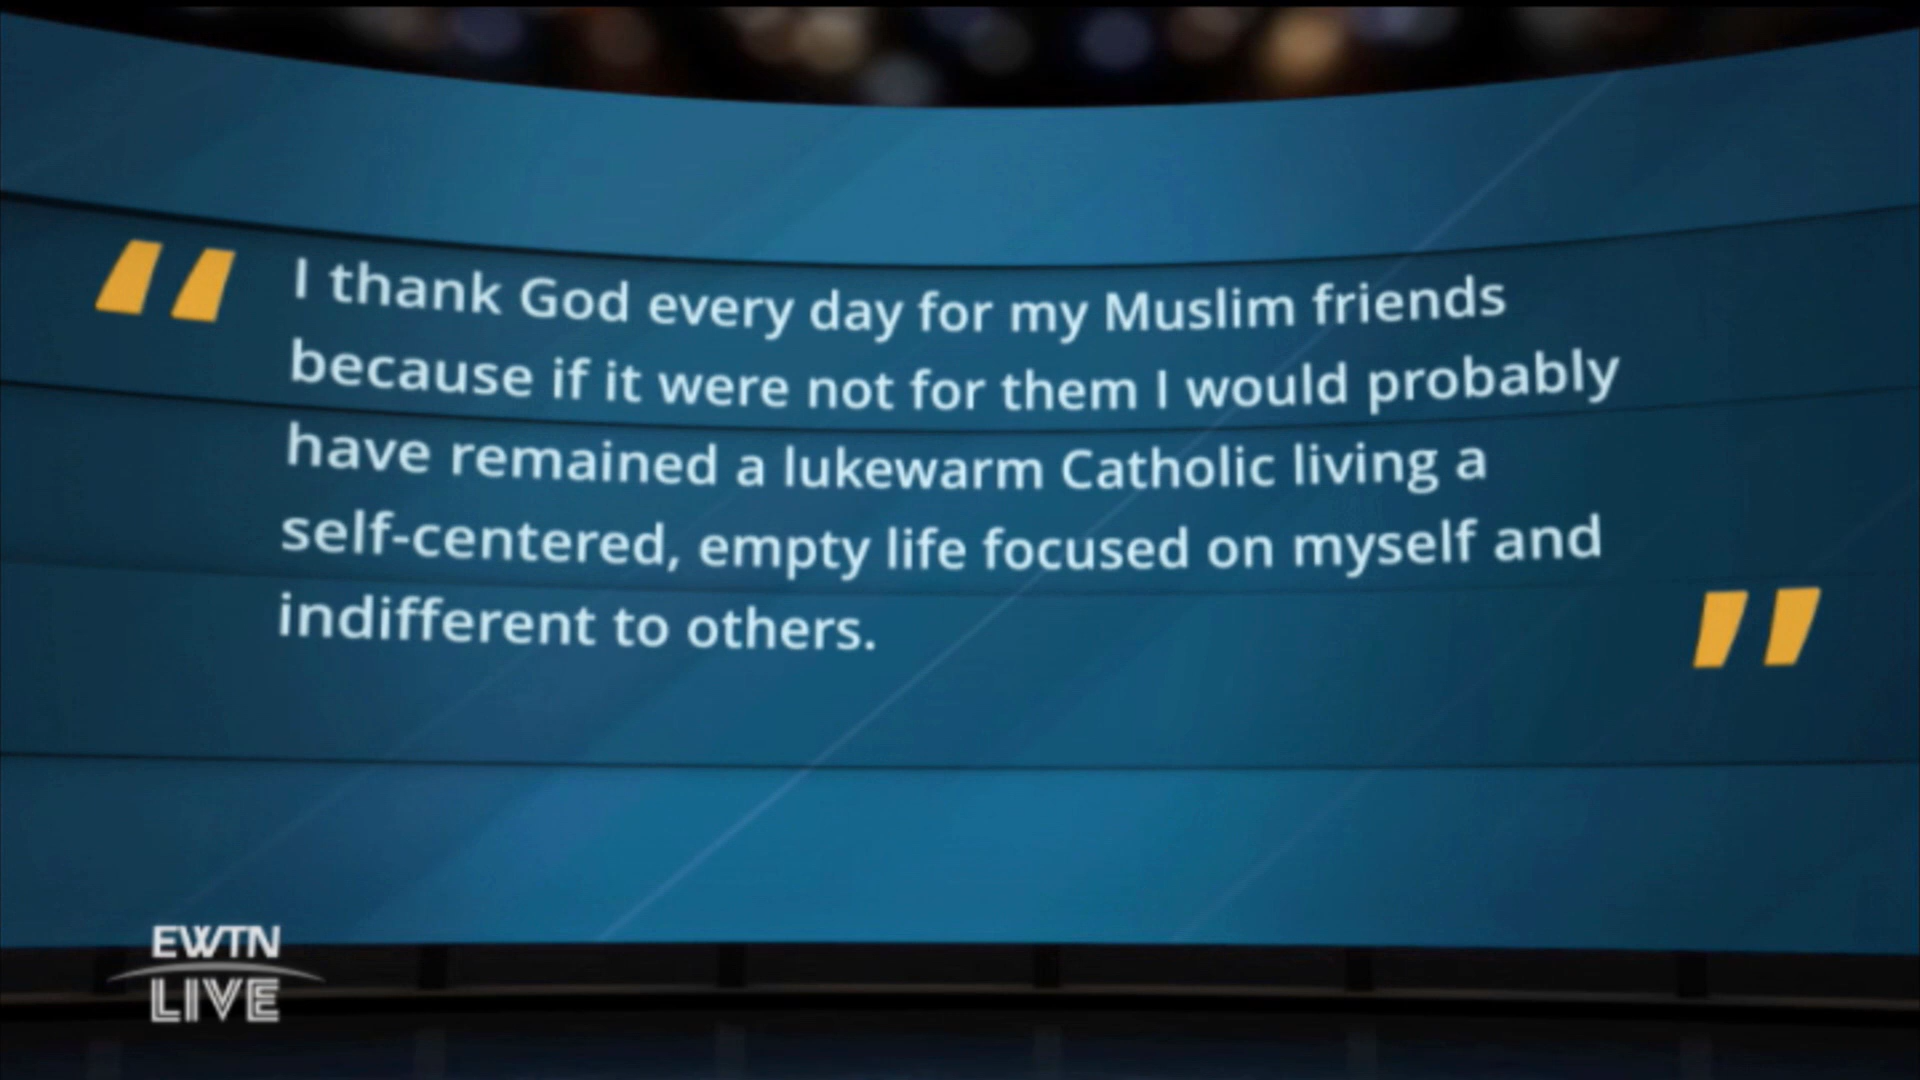 “ I thank God every day for my Muslim friends
because if it were not for them I would probably
have remained a lukewarm Catholic living a
self-centered, empty life focused on myself and
indifferent to others. ”
EWTN
LIVE